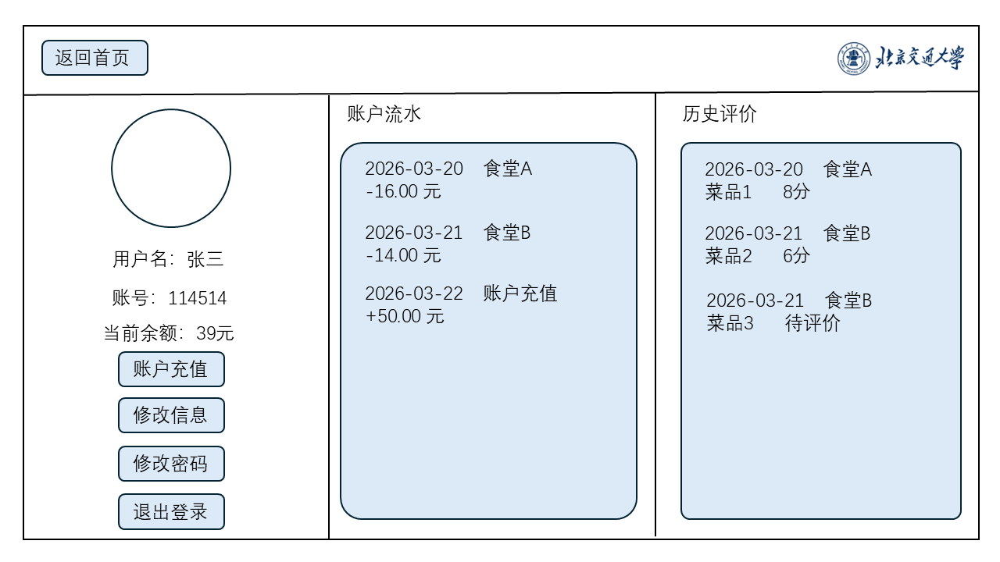 返回首页
北京交通大学
用户名：张三
账号：114514
当前余额：39元
账户充值
修改信息
修改密码
退出登录
账户流水
2026-03-20 食堂A
-16.00 元
2026-03-21 食堂B
-14.00 元
2026-03-22 账户充值
+50.00 元
历史评价
2026-03-20 食堂A
菜品1 8分
2026-03-21 食堂B
菜品2 6分
2026-03-21 食堂B
菜品3 待评价